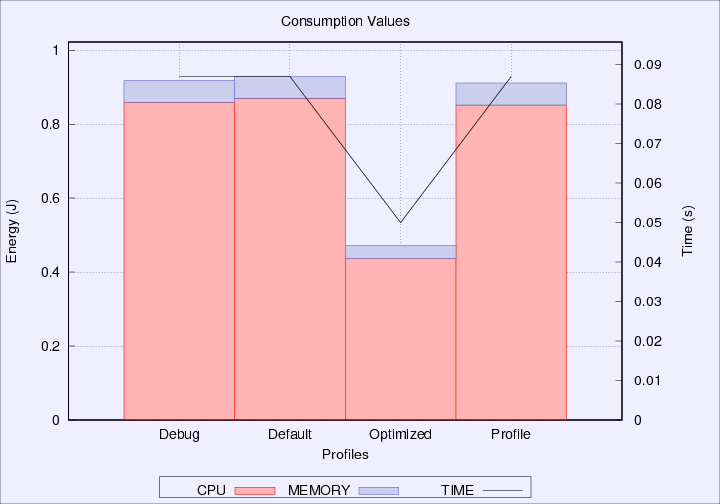 Consumption Values
1
0.8
0.6
0.4
0.2
0
Energy (J)
0.09
0.08
0.07
0.06
0.05
0.04
0.03
0.02
0.01
0
Time (s)
Debug Default Optimized Profile
Profiles
CPU MEMORY TIME